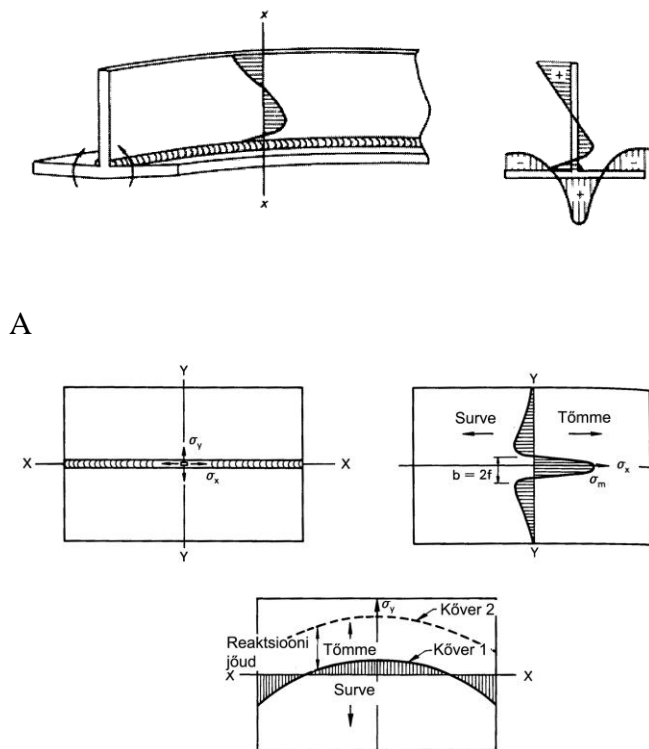 x
x
+
-
-
+
A
Y
Y
σy
X
X
σx
Y
Surve
Tõmme
b = 2f
σx
σm
Y
σy
Kõver 2
Reaktsiooni
jõud
Tõmme
Kõver 1
X
X
Surve